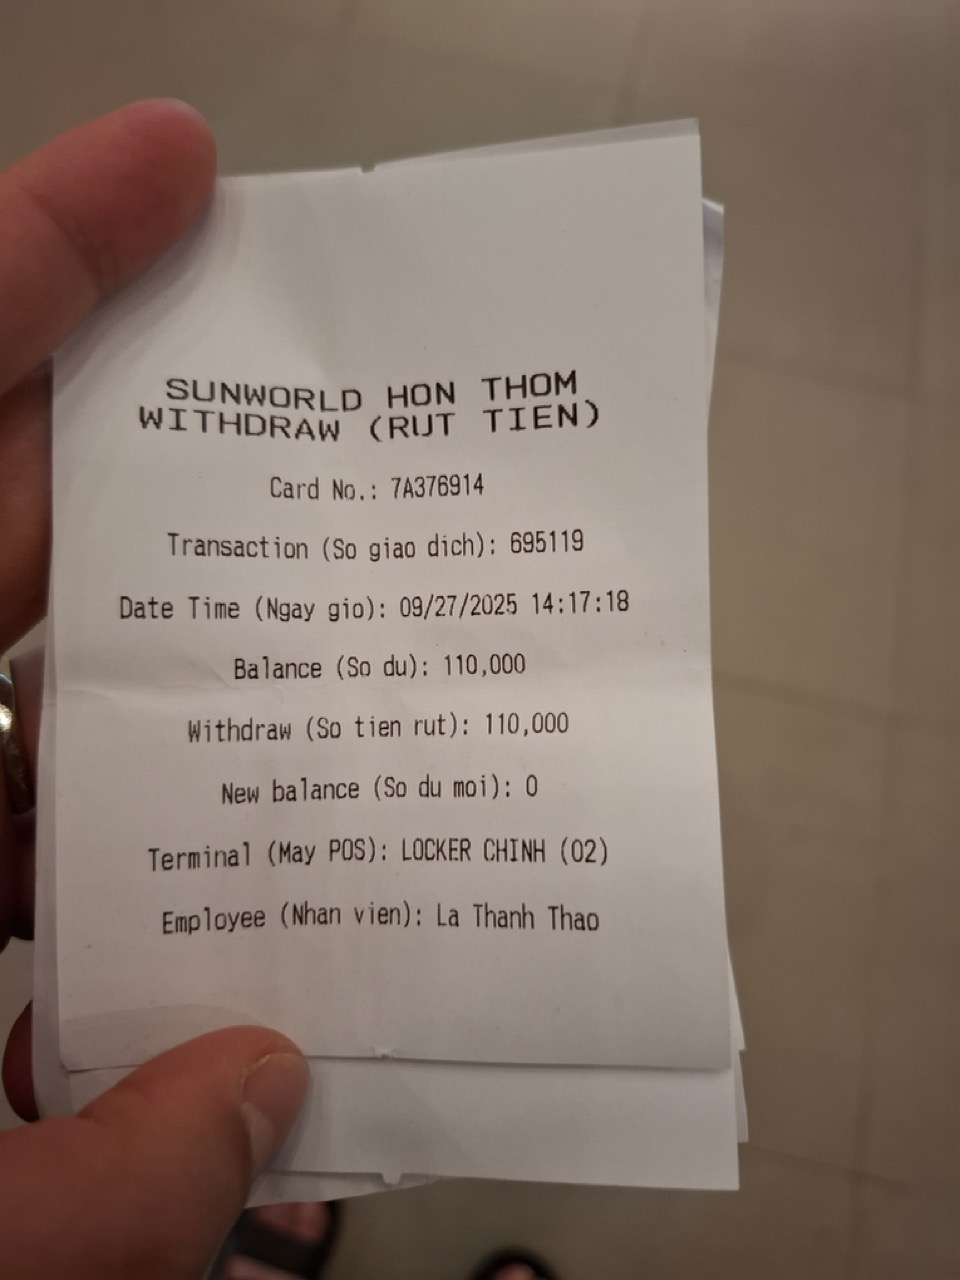 SUNWORLD HON THOM
WITHDRAW (RUT TIEN)
Card No.: 7A376914
Transaction (So giao dich): 695119
Date Time (Ngay gio): 09/27/2025 14:17:18
Balance (So du): 110,000
Withdraw (So tien rut): 110,000
New balance (So du moi): 0
Terminal (May POS): LOCKER CHINH (02)
Employee (Nhan vien): La Thanh Thao